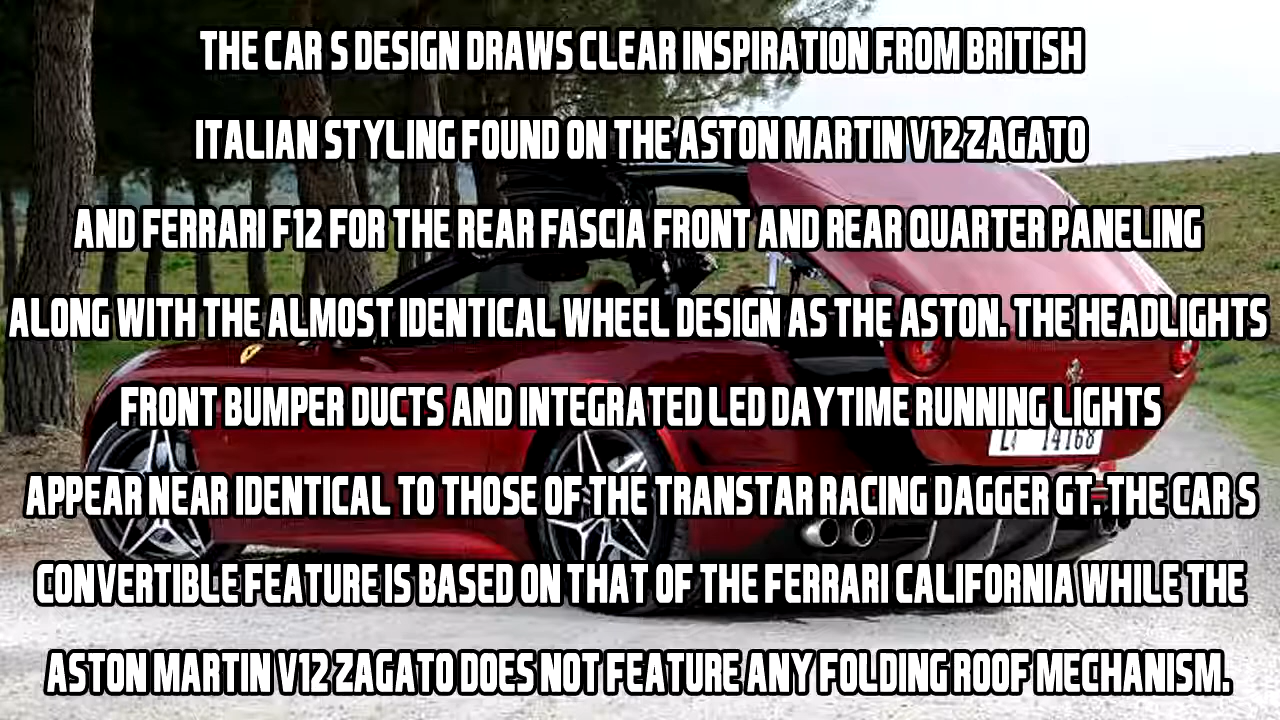 THE CAR S DESIGN DRAWS CLEAR INSPIRATION FROM BRITISH
ITALIAN STYLING FOUND ON THE ASTON MARTIN V12 ZAGATO
AND FERRARI F12 FOR THE REAR FASCIA FRONT AND REAR QUARTER PANELING
ALONG WITH THE ALMOST IDENTICAL WHEEL DESIGN AS THE ASTON. THE HEADLIGHTS
FRONT BUMPER DUCTS AND INTEGRATED LED DAYTIME RUNNING LIGHTS
APPEAR NEAR IDENTICAL TO THOSE OF THE TRANSTAR RACING DAGGER GT. THE CAR S
CONVERTIBLE FEATURE IS BASED ON THAT OF THE FERRARI CALIFORNIA WHILE THE
ASTON MARTIN V12 ZAGATO DOES NOT FEATURE ANY FOLDING ROOF MECHANISM.
14168